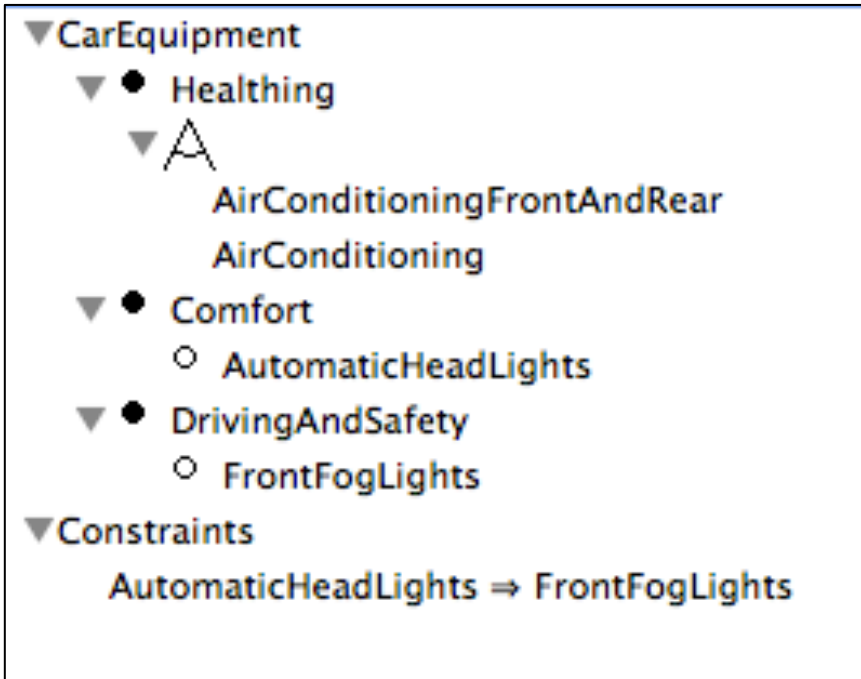 CarEquipment
Healthing
AirConditioningFrontAndRear
AirConditioning
Comfort
AutomaticHeadLights
DrivingAndSafety
FrontFogLights
Constraints
AutomaticHeadLights ⇒ FrontFogLights